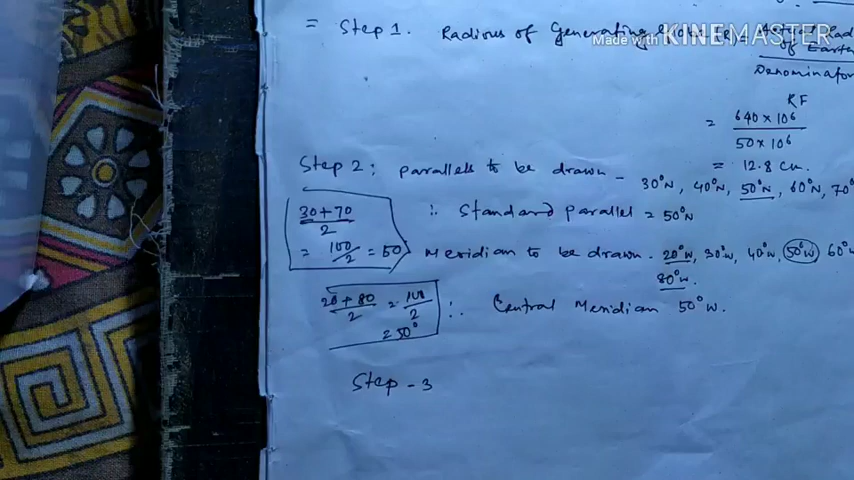 = Step 1. Radious of Generating
Made with KINEMASTER
of Earth
Denominator
RF
= 640 x 10⁶
50 x 10⁶
= 12.8 cm.
Step 2: parallels to be drawn - 30°N, 40°N, 50°N, 60°N, 70°N
30 + 70
2
= 100/2 = 50
∴ Standard parallel = 50°N
Meridian to be drawn. 20°W, 30°W, 40°W, 50°W 60°W
80°W.
20 + 80 = 100
2 2
= 50°
∴ Central Meridian 50°W.
Step - 3